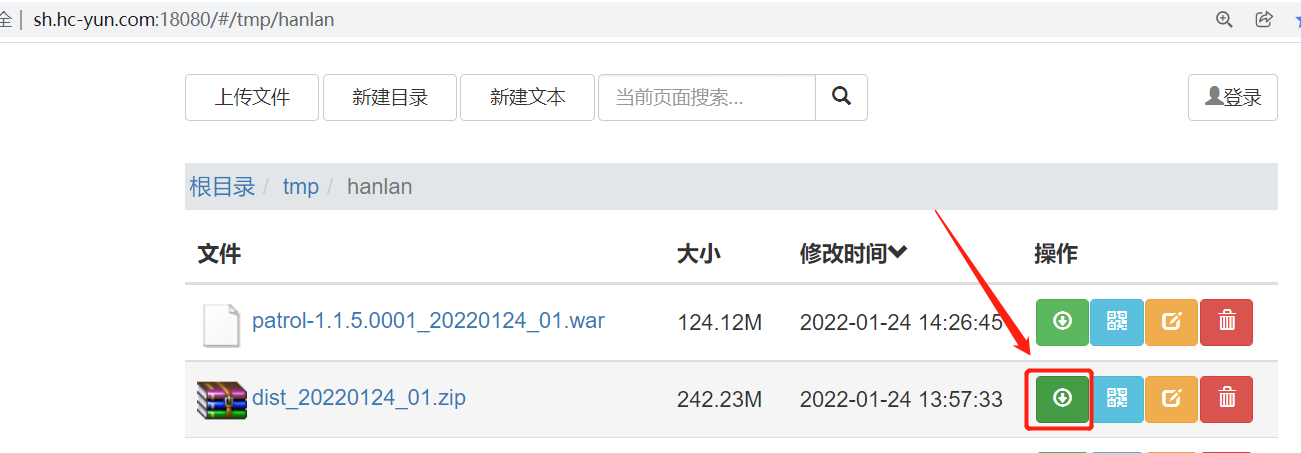 全 | sh.hc-yun.com:18080/#/tmp/hanlan
上传文件 新建目录 新建文本 当前页面搜索... 登录
根目录 / tmp / hanlan
文件 大小 修改时间 操作
patrol-1.1.5.0001_20220124_01.war 124.12M 2022-01-24 14:26:45
dist_20220124_01.zip 242.23M 2022-01-24 13:57:33